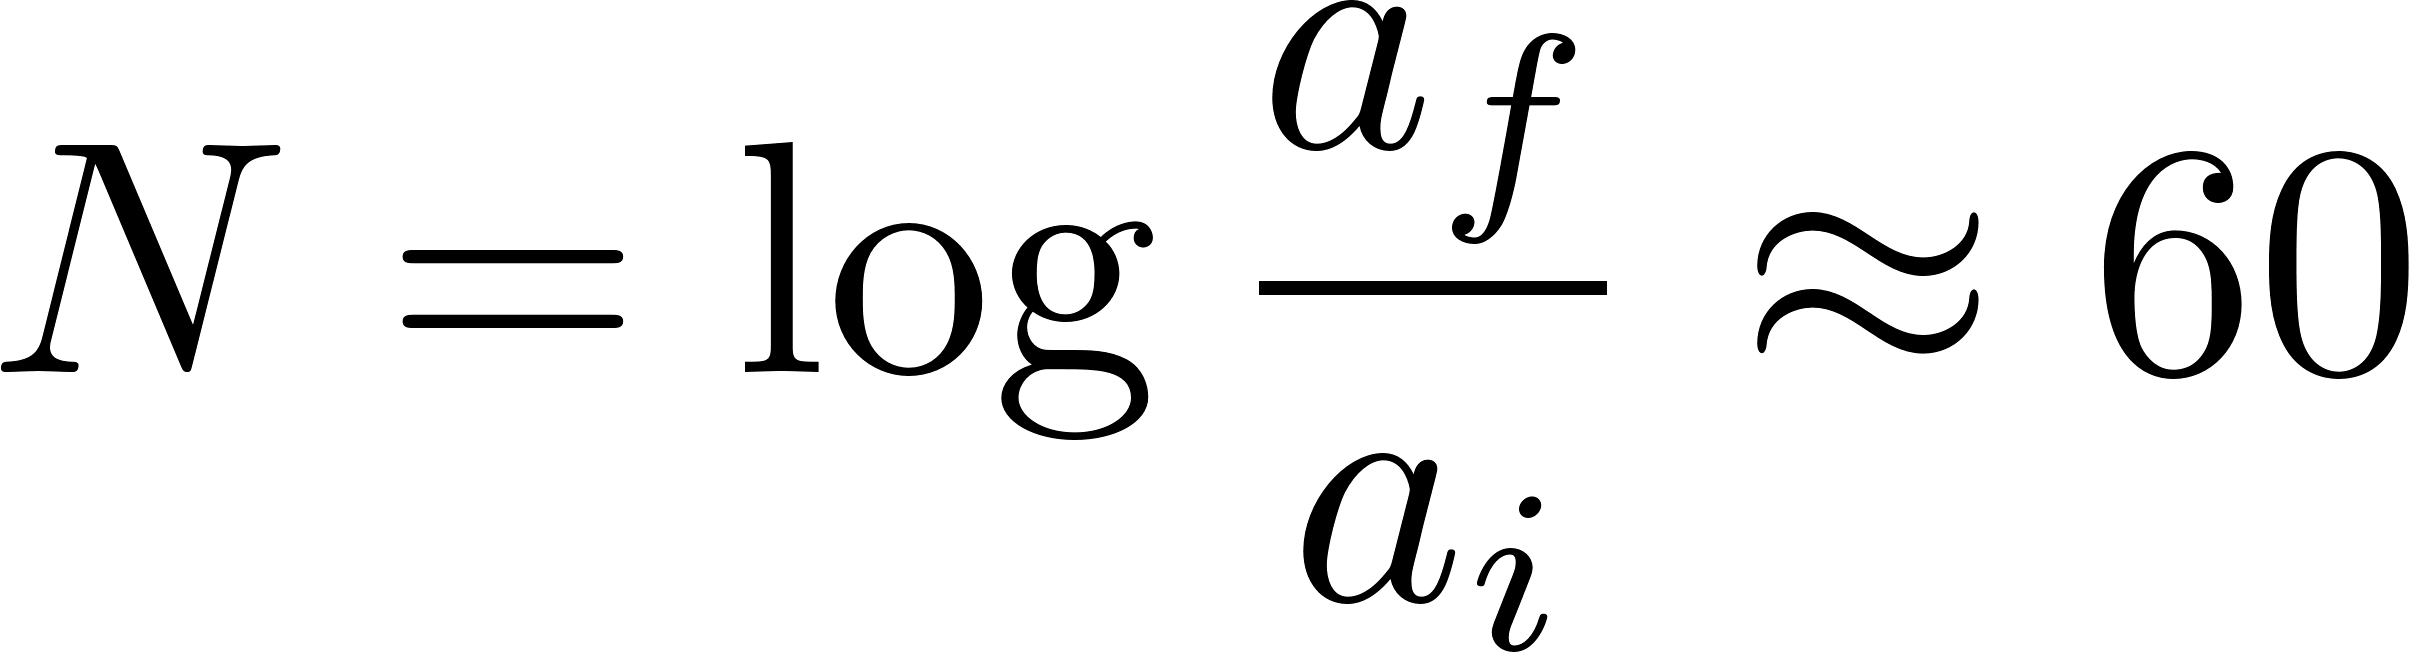 N = log a_f / a_i ≈ 60